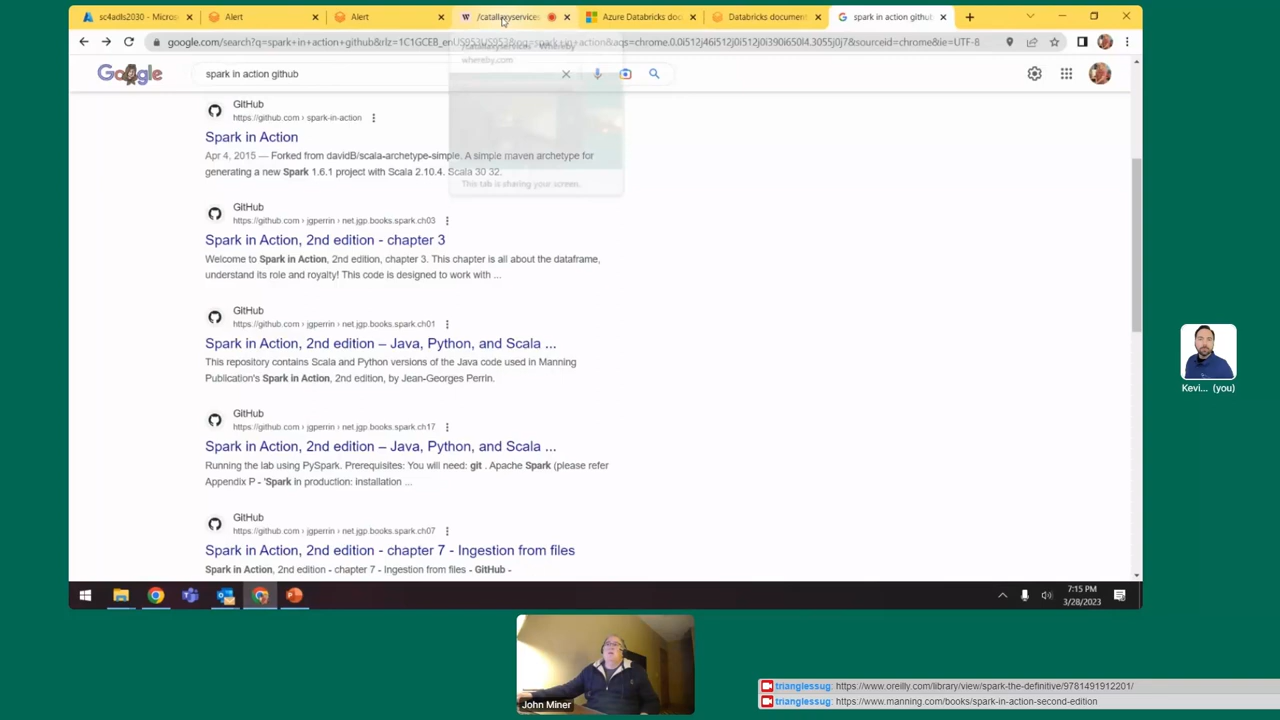 sc4adls2030 - Micros
Alert
Alert
/catallaxyservices
Azure Databricks doc
Databricks document
spark in action github
google.com/search?q=spark+in+action+github&rlz=1C1GCEB_enUS953US953&oq=spark+in+action&aqs=chrome.0.0i512j46i512j0i512j0i390i650l4.3055j0j7&sourceid=chrome&ie=UTF-8
/catallaxyservices - Whereby
whereby.com
Google
spark in action github
GitHub
https://github.com › spark-in-action
Spark in Action
Apr 4, 2015 — Forked from davidB/scala-archetype-simple. A simple maven archetype for
generating a new Spark 1.6.1 project with Scala 2.10.4. Scala 30 32.
This tab is sharing your screen.
GitHub
https://github.com › jgperrin › net.jgp.books.spark.ch03
Spark in Action, 2nd edition - chapter 3
Welcome to Spark in Action, 2nd edition, chapter 3. This chapter is all about the dataframe,
understand its role and royalty! This code is designed to work with ...
GitHub
https://github.com › jgperrin › net.jgp.books.spark.ch01
Spark in Action, 2nd edition – Java, Python, and Scala ...
This repository contains Scala and Python versions of the Java code used in Manning
Publication's Spark in Action, 2nd edition, by Jean-Georges Perrin.
Kevi... (you)
GitHub
https://github.com › jgperrin › net.jgp.books.spark.ch17
Spark in Action, 2nd edition – Java, Python, and Scala ...
Running the lab using PySpark. Prerequisites: You will need: git . Apache Spark (please refer
Appendix P - 'Spark in production: installation ...
GitHub
https://github.com › jgperrin › net.jgp.books.spark.ch07
Spark in Action, 2nd edition - chapter 7 - Ingestion from files
Spark in Action, 2nd edition - chapter 7 - Ingestion from files - GitHub -
7:15 PM
3/28/2023
John Miner
trianglessug: https://www.oreilly.com/library/view/spark-the-definitive/9781491912201/
trianglessug: https://www.manning.com/books/spark-in-action-second-edition